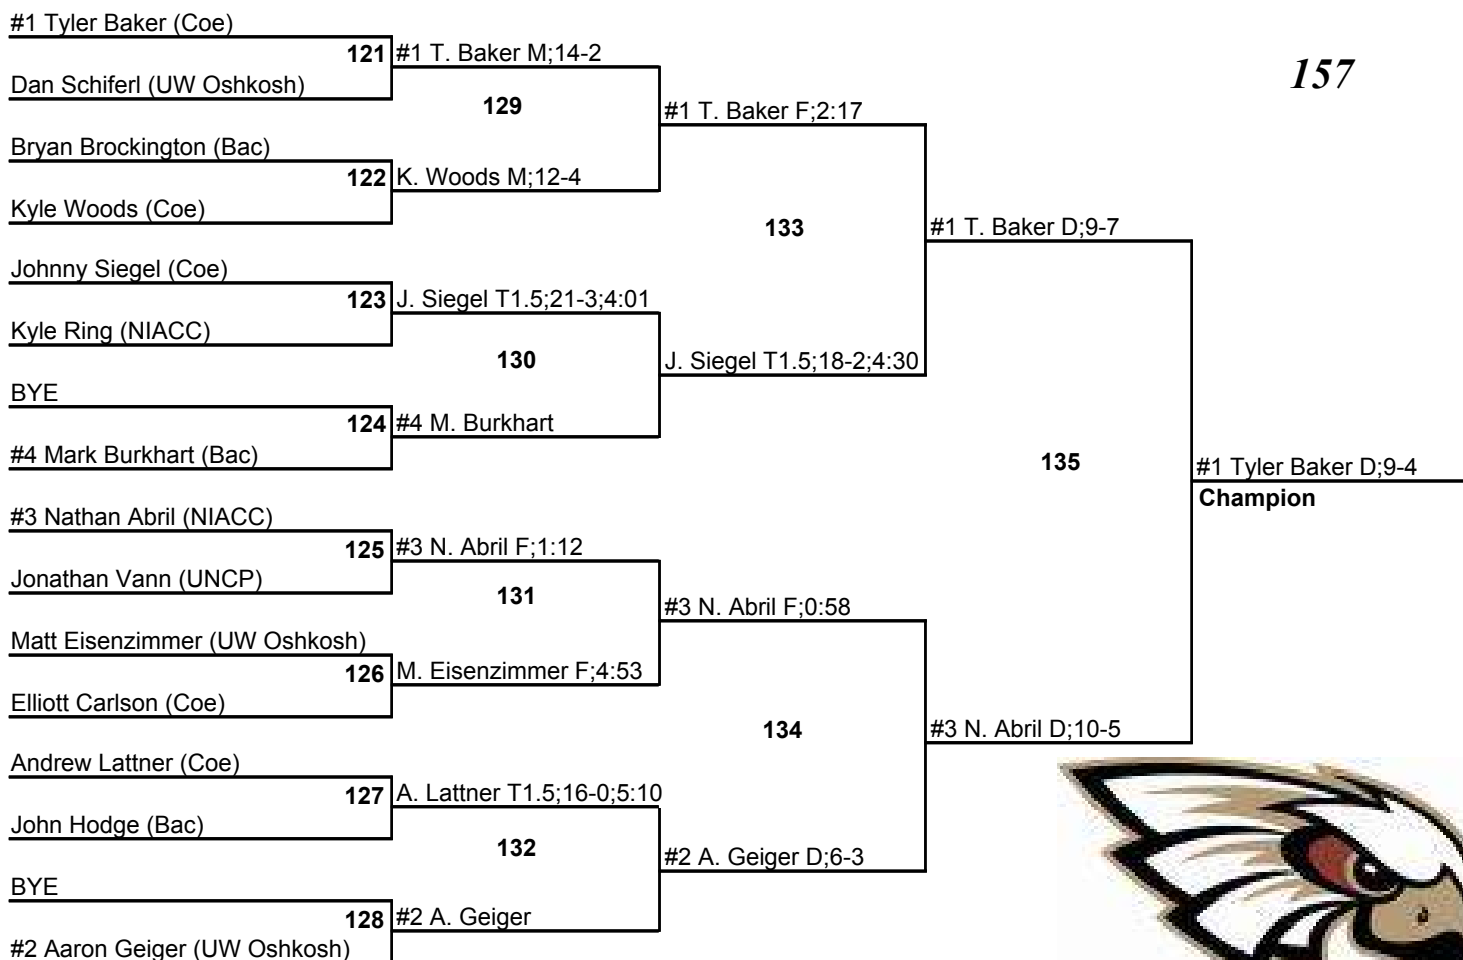 #1 Tyler Baker (Coe)
121 #1 T. Baker M;14-2
157
Dan Schiferl (UW Oshkosh)
129
#1 T. Baker F;2:17
Bryan Brockington (Bac)
122 K. Woods M;12-4
Kyle Woods (Coe)
133
#1 T. Baker D;9-7
Johnny Siegel (Coe)
123 J. Siegel T1.5;21-3;4:01
Kyle Ring (NIACC)
130
J. Siegel T1.5;18-2;4:30
BYE
124 #4 M. Burkhart
#4 Mark Burkhart (Bac)
135
#1 Tyler Baker D;9-4
Champion
#3 Nathan Abril (NIACC)
125 #3 N. Abril F;1:12
Jonathan Vann (UNCP)
131
#3 N. Abril F;0:58
Matt Eisenzimmer (UW Oshkosh)
126 M. Eisenzimmer F;4:53
Elliott Carlson (Coe)
134
#3 N. Abril D;10-5
Andrew Lattner (Coe)
127 A. Lattner T1.5;16-0;5:10
John Hodge (Bac)
132
#2 A. Geiger D;6-3
BYE
128 #2 A. Geiger
#2 Aaron Geiger (UW Oshkosh)